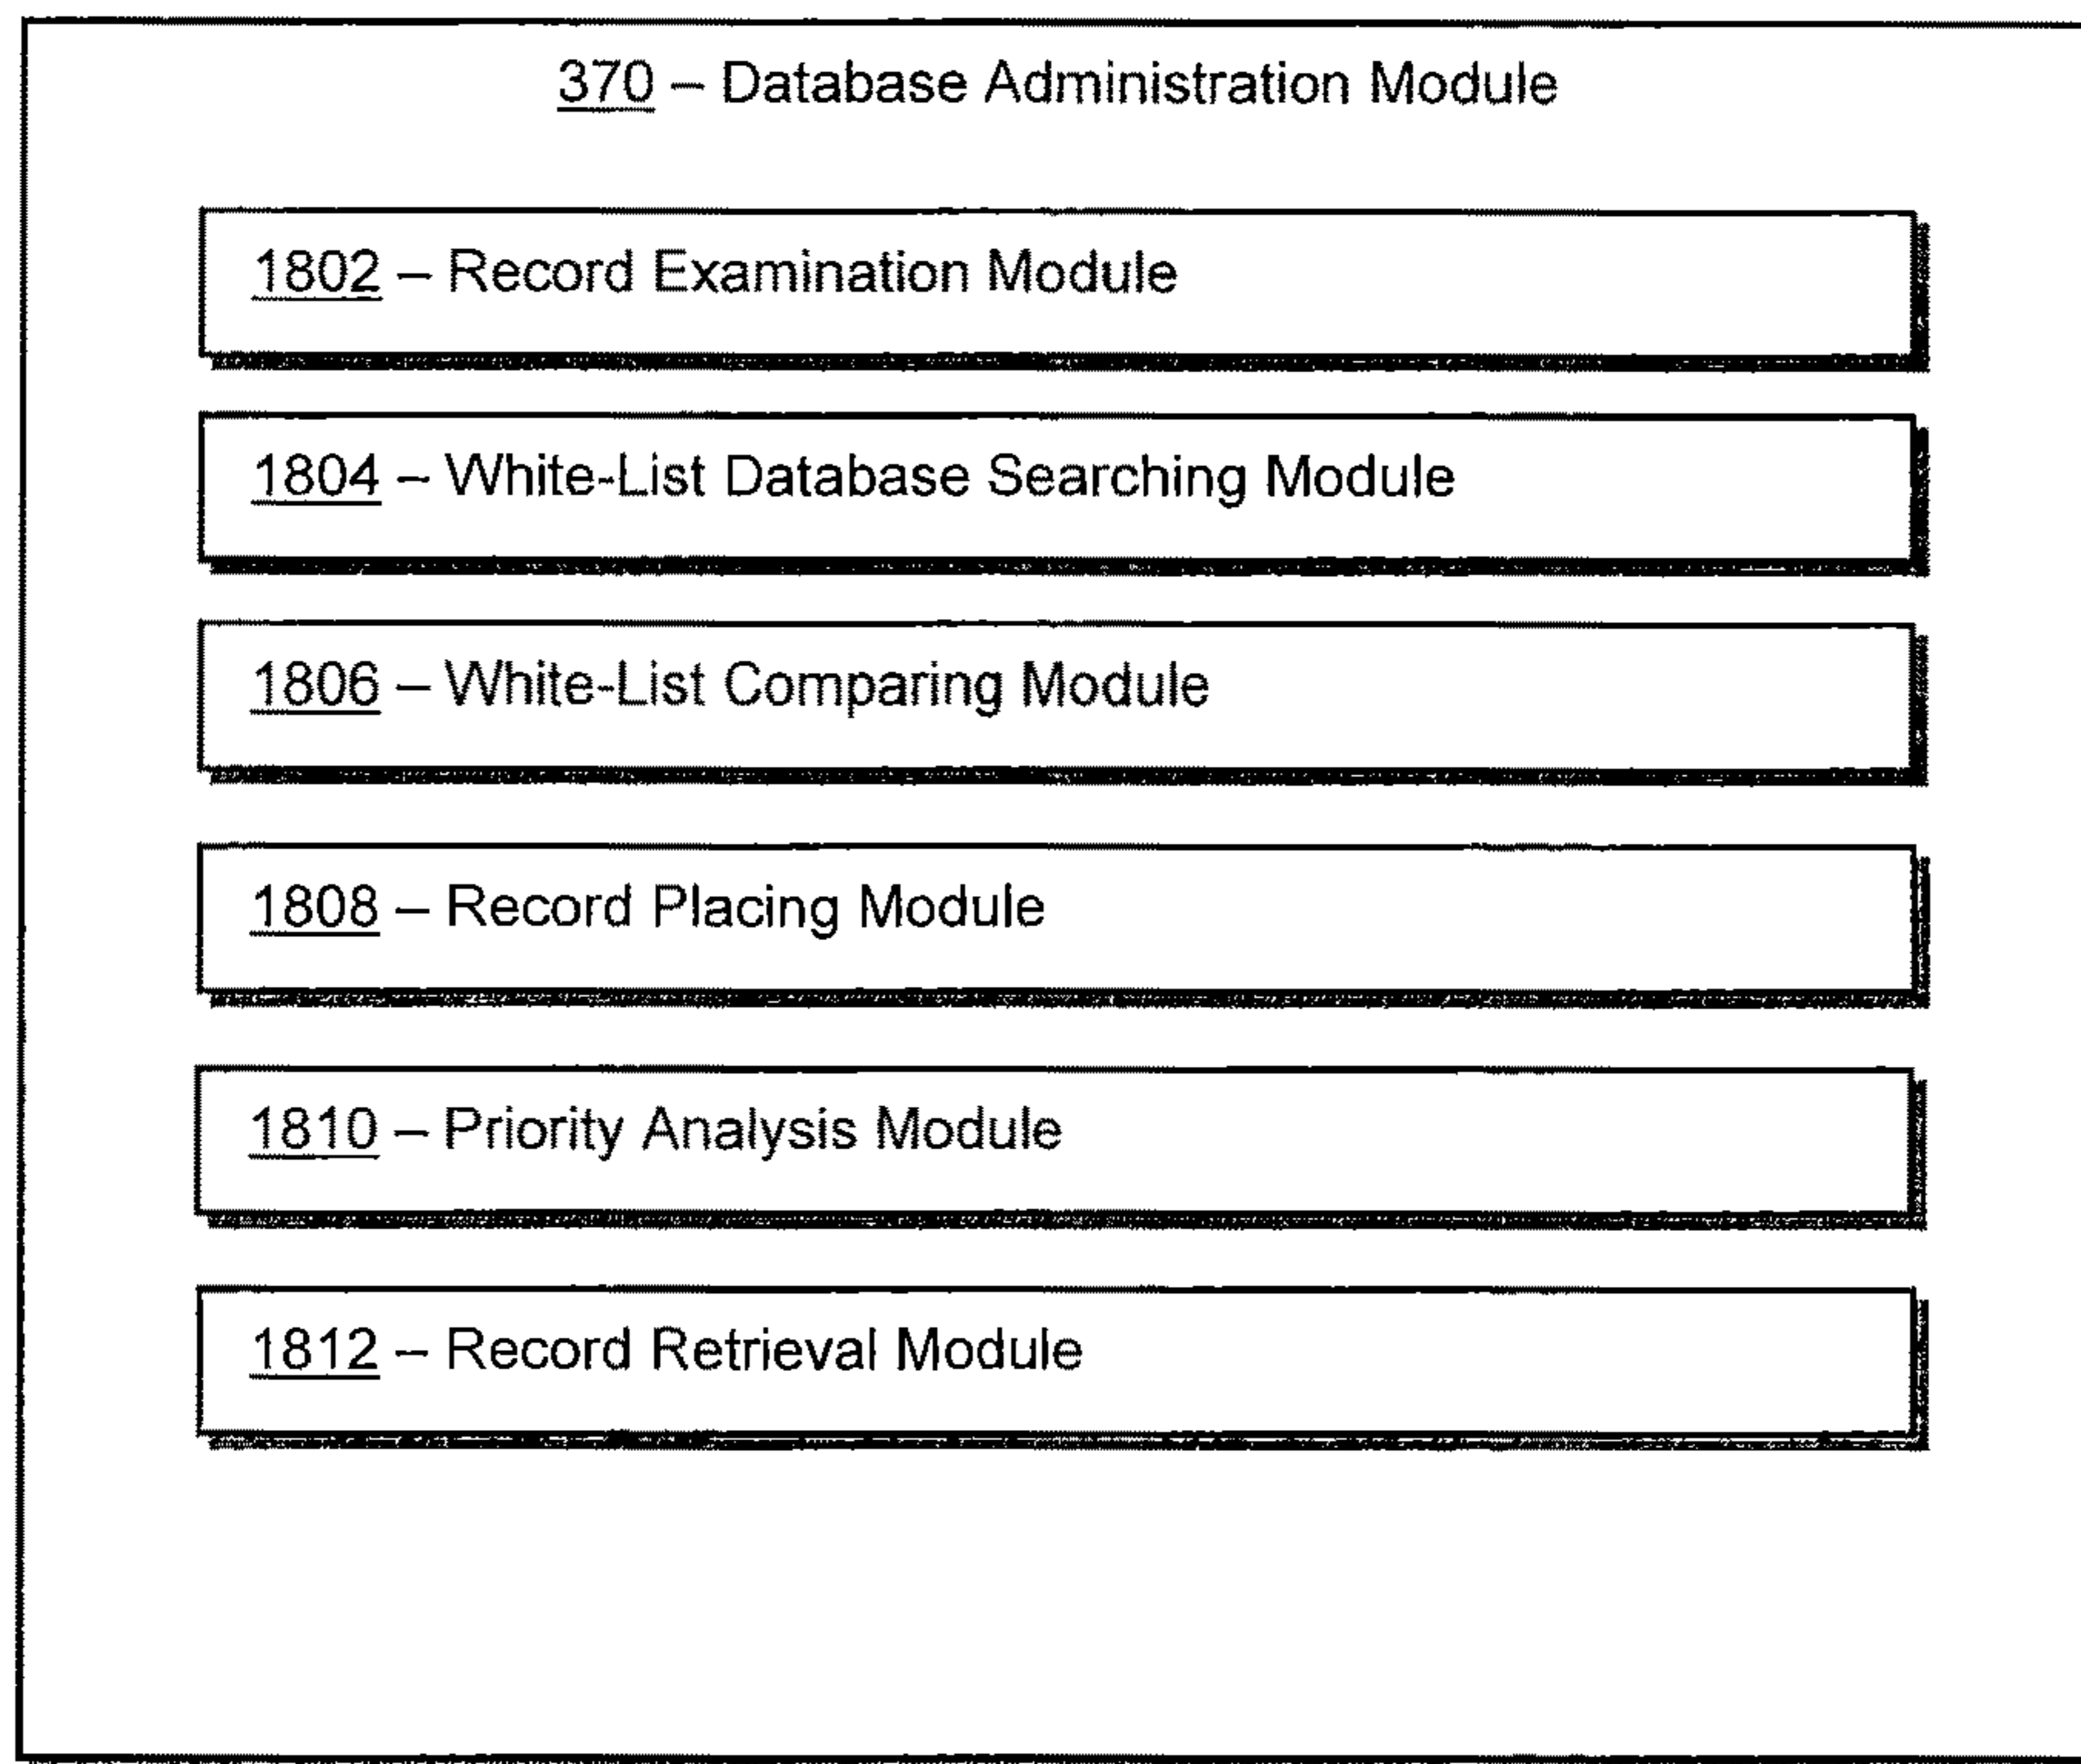 370 – Database Administration Module
1802 – Record Examination Module
1804 – White-List Database Searching Module
1806 – White-List Comparing Module
1808 – Record Placing Module
1810 – Priority Analysis Module
1812 – Record Retrieval Module